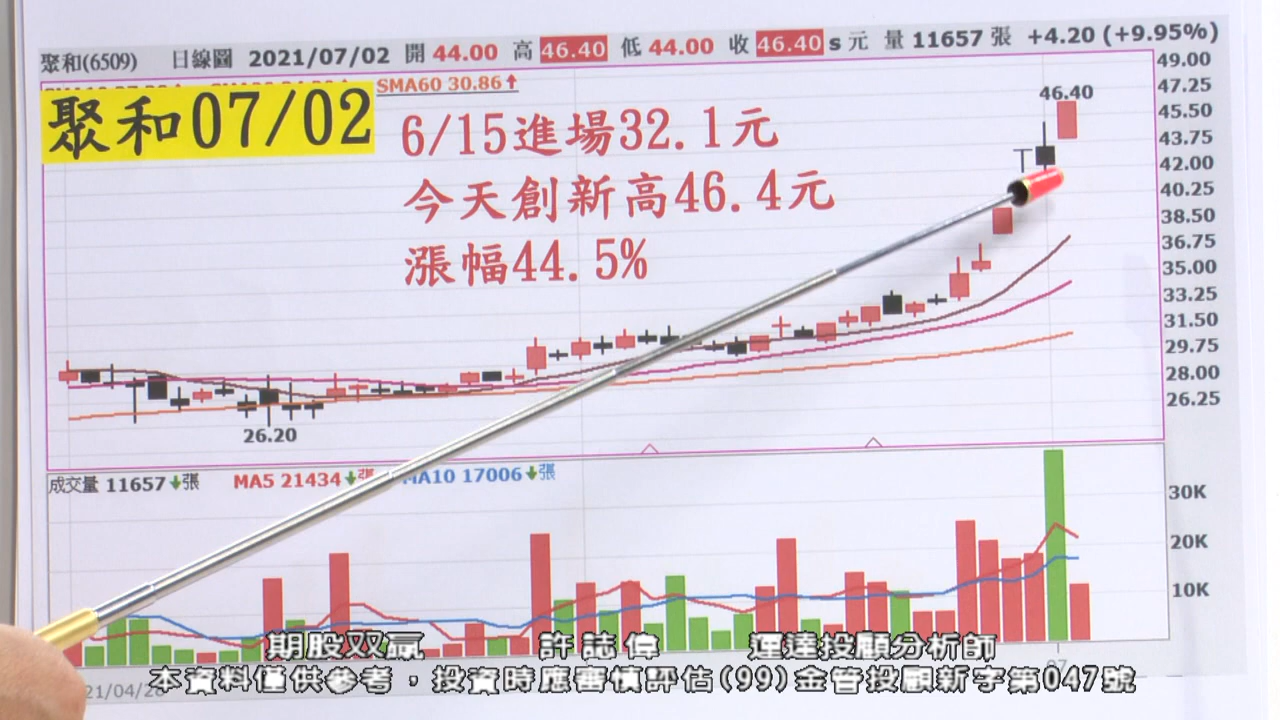 聚和(6509) 日線圖 2021/07/02 開 44.00 高 46.40 低 44.00 收 46.40 s 元 量 11657 張 +4.20 (+9.95%)
SMA60 30.86↑
聚和07/02
6/15進場32.1元
今天創新高46.4元
漲幅44.5%
46.40
49.00
47.25
45.50
43.75
42.00
40.25
38.50
36.75
35.00
33.25
31.50
29.75
28.00
26.25
26.20
成交量 11657↓張 MA5 21434↓張 MA10 17006↓張
30K
20K
10K
期股双贏 許誌偉 運達投顧分析師
本資料僅供參考，投資時應審慎評估(99)金管投顧新字第047號